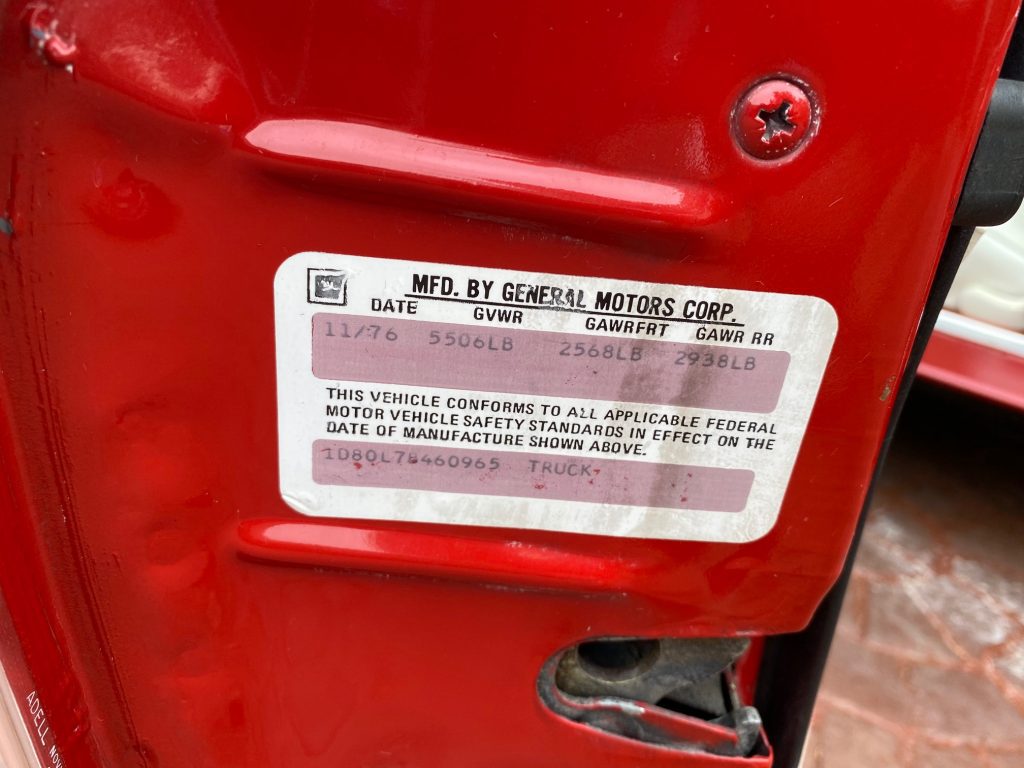 MFD. BY GENERAL MOTORS CORP.
DATE GVWR GAWRFRT GAWR RR
11/76 5506LB 2568LB 2938LB
THIS VEHICLE CONFORMS TO ALL APPLICABLE FEDERAL
MOTOR VEHICLE SAFETY STANDARDS IN EFFECT ON THE
DATE OF MANUFACTURE SHOWN ABOVE.
1D80L7B460965 TRUCK
ADELL